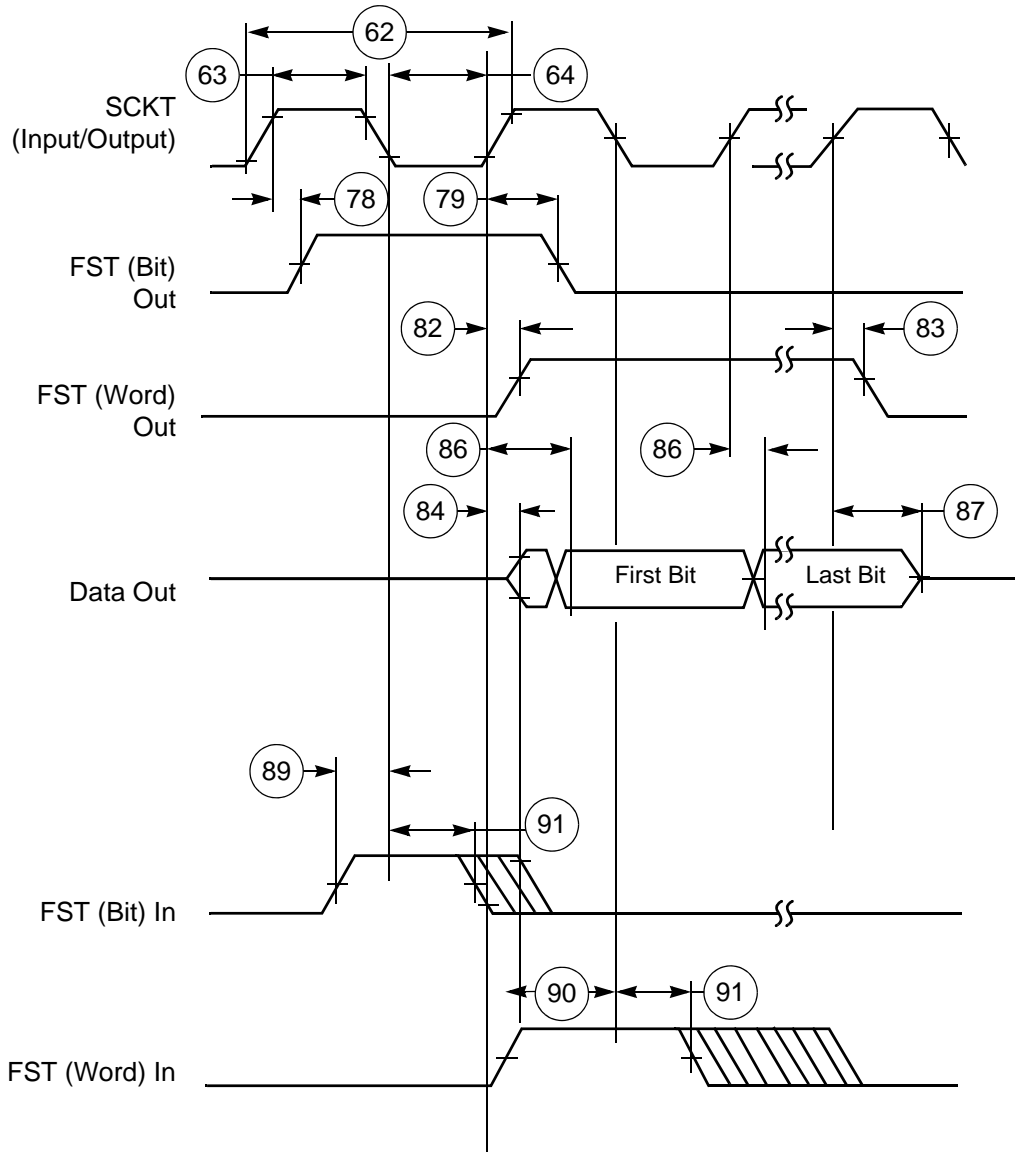 62
63
64
SCKT
(Input/Output)
78
79
FST (Bit)
Out
82
83
FST (Word)
Out
86
86
84
87
Data Out
First Bit
Last Bit
89
91
FST (Bit) In
90
91
FST (Word) In